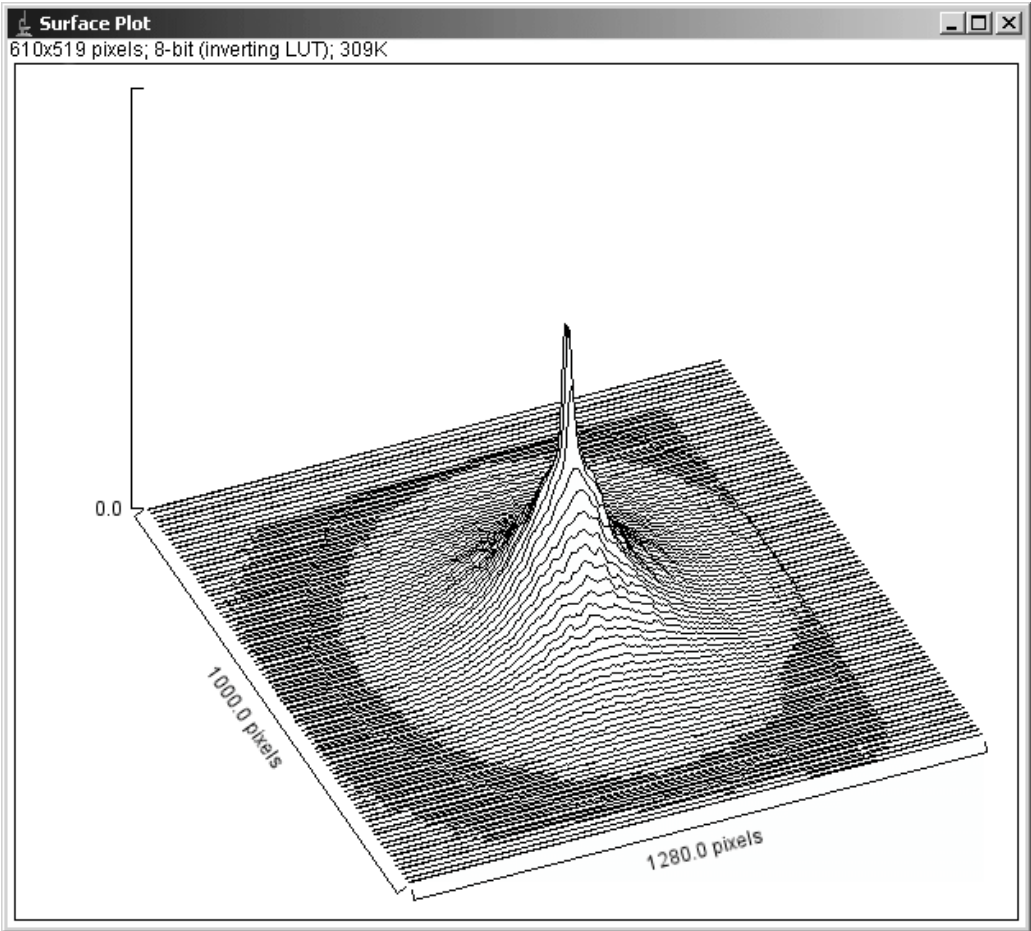 Surface Plot
610x519 pixels; 8-bit (inverting LUT); 309K
0.0
1000.0 pixels
1280.0 pixels